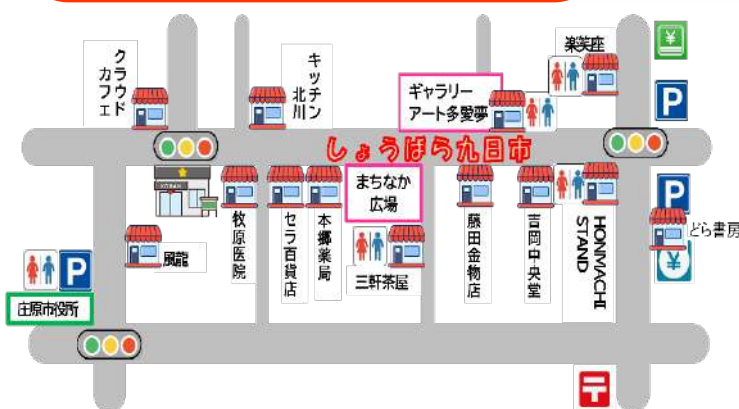 クラウド
カフェ
キッチン
北川
楽笑座
¥
ギャラリー
アート多愛夢
P
しょうばら九日市
KOBAN
まちなか
広場
P
牧原医院
セラ百貨店
本郷薬局
藤田金物店
吉岡中央堂
HONMACHI
STAND
どら書房
風龍
P
三軒茶屋
¥
庄原市役所
〒